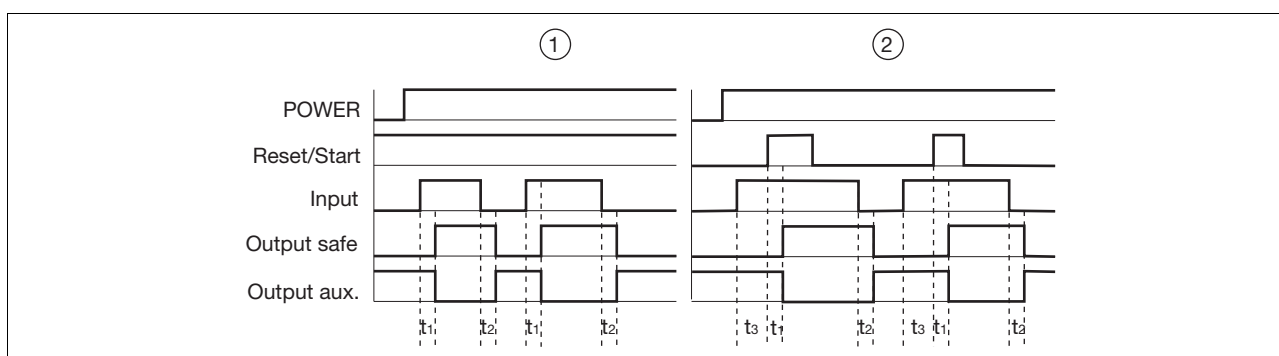 ① ②
POWER
Reset/Start
Input
Output safe
Output aux.
t1 t2 t1 t2 t3 t1 t2 t3 t1 t2